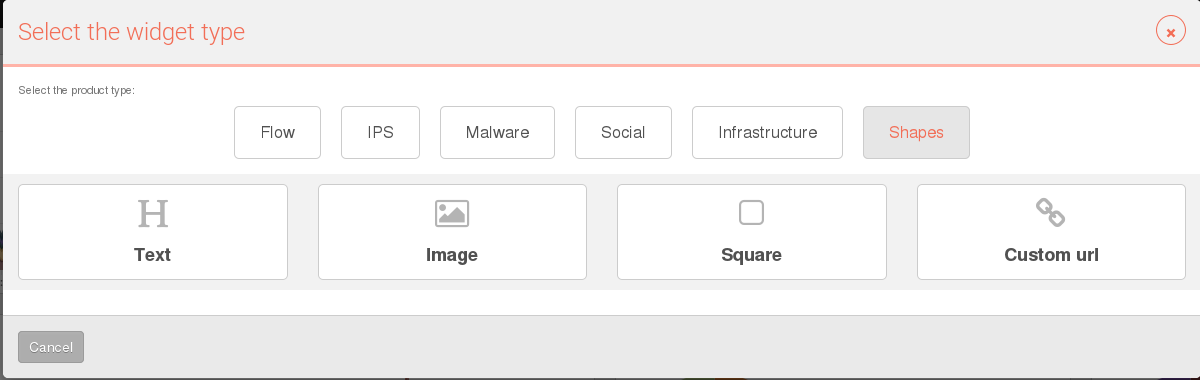 Select the widget type
Select the product type:
Flow IPS Malware Social Infrastructure Shapes
Text Image Square Custom url
Cancel